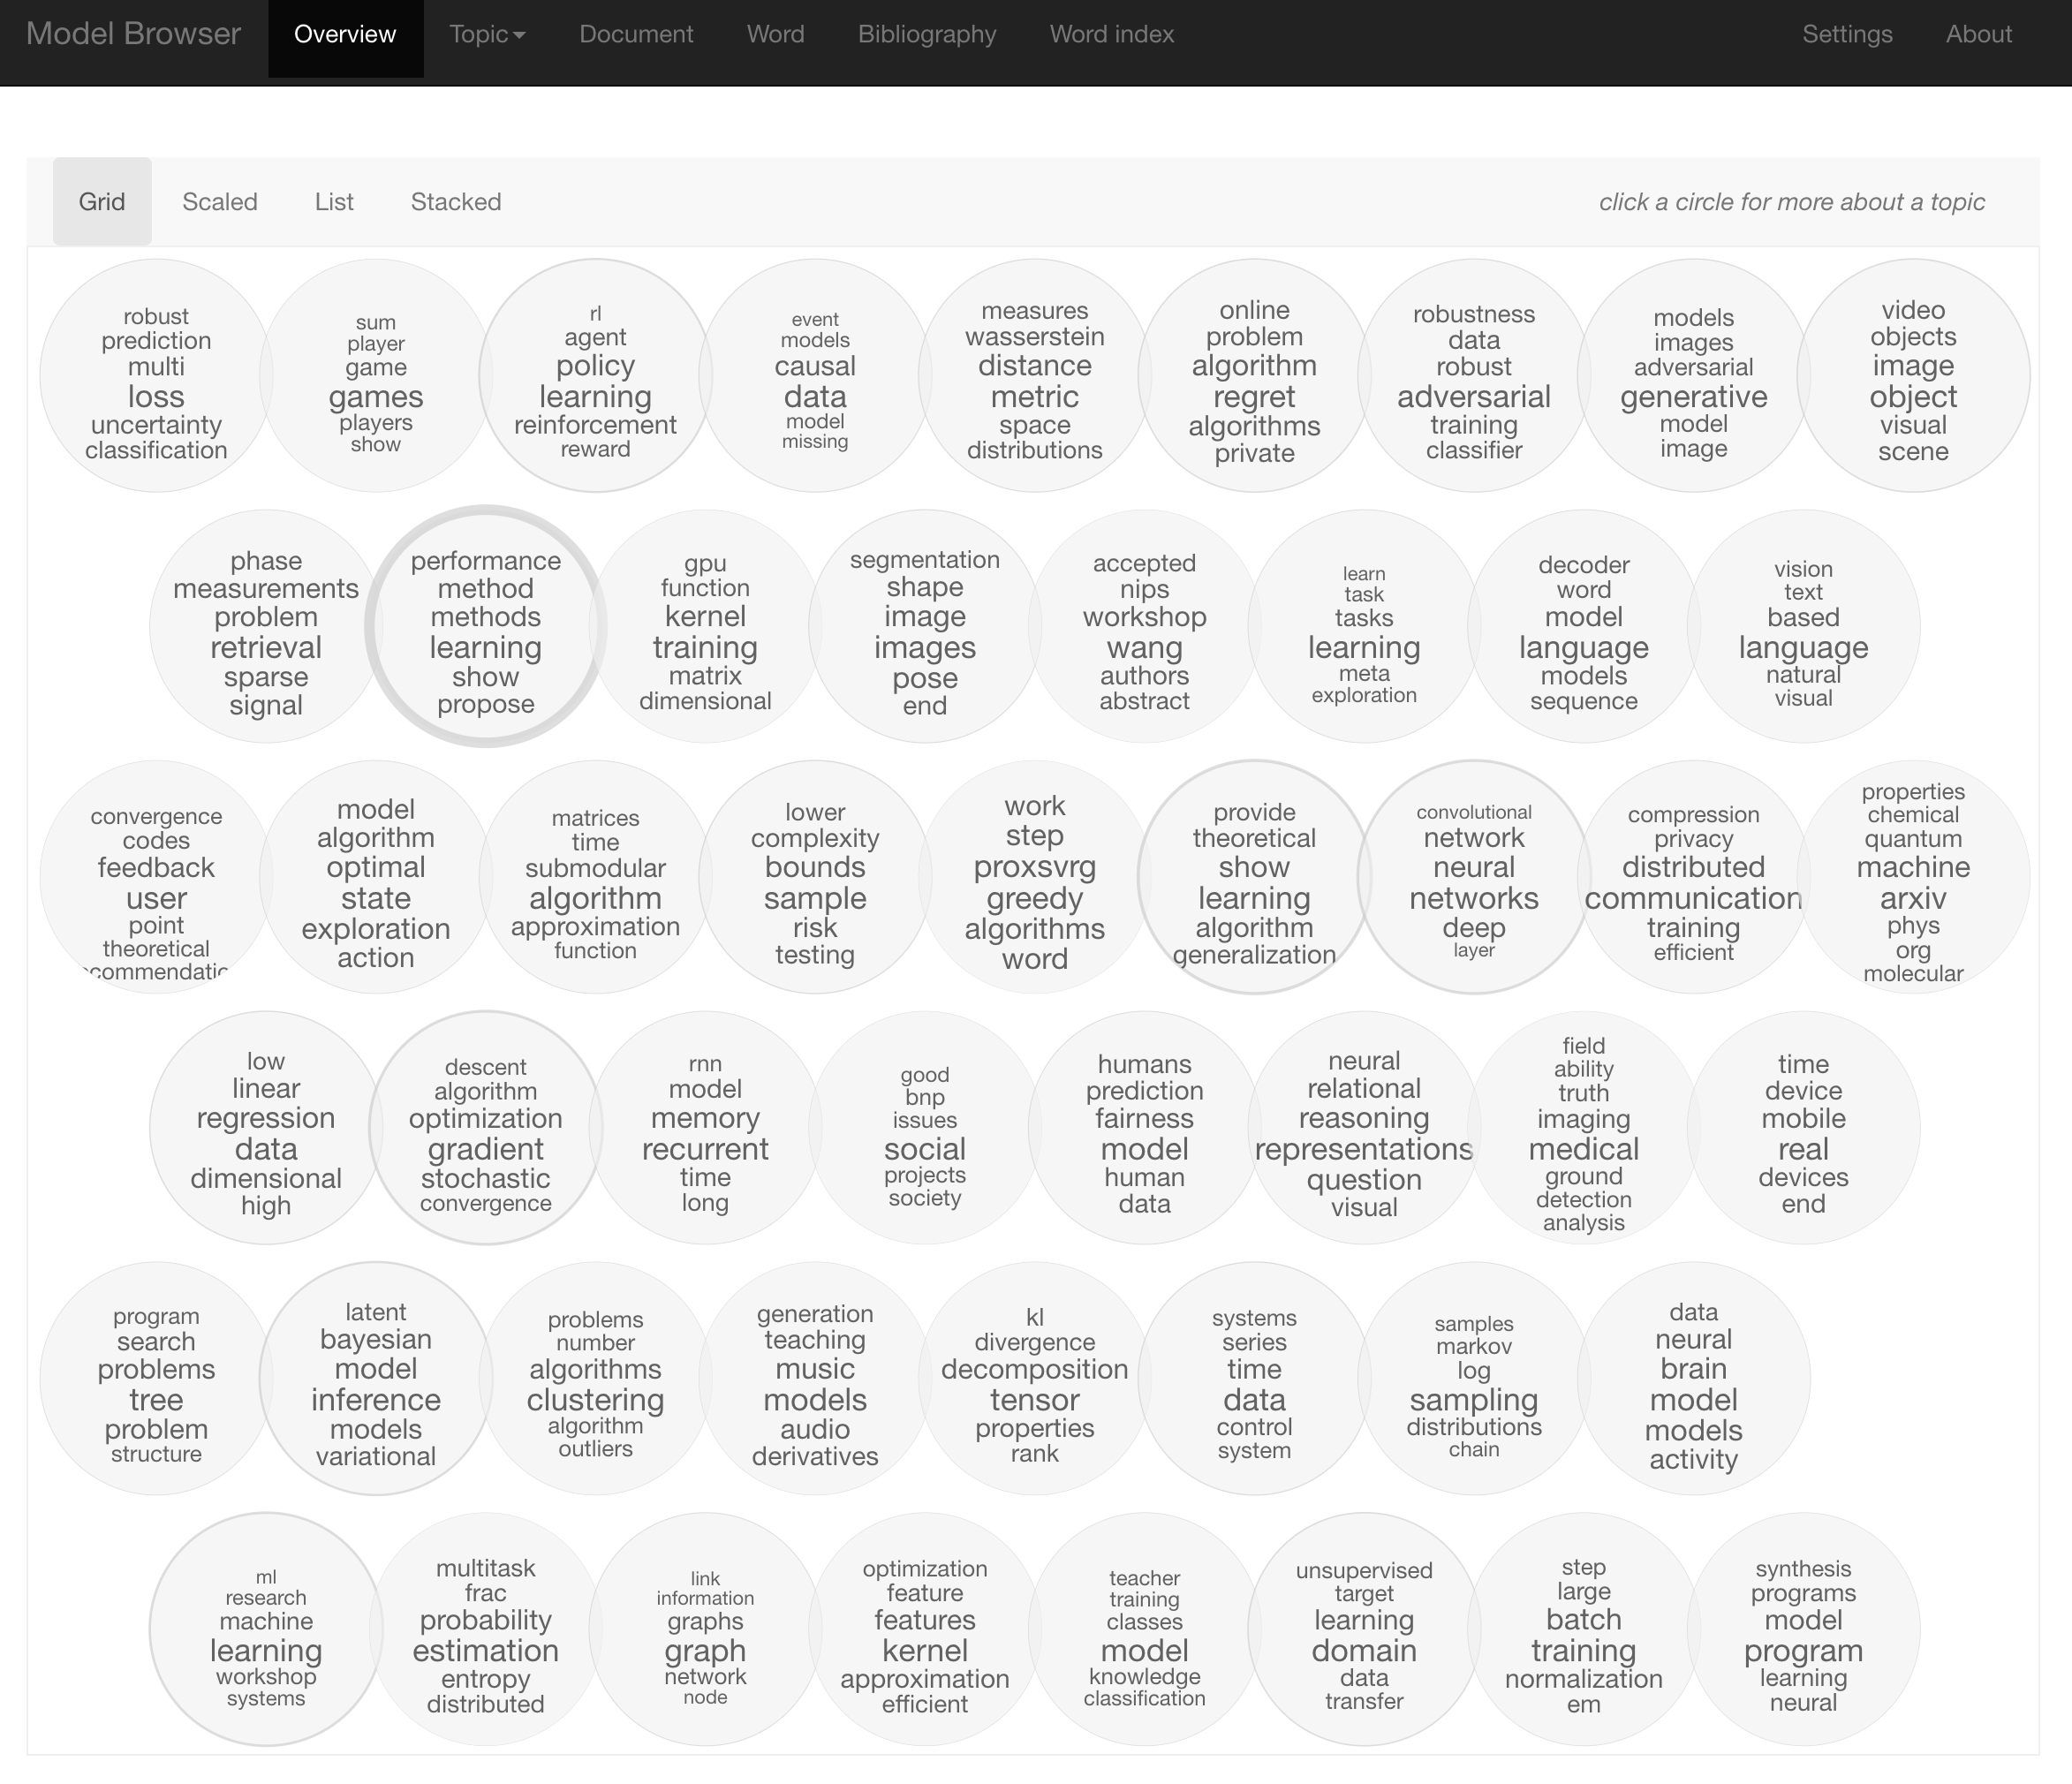 Model Browser Overview Topic Document Word Bibliography Word index Settings About
Grid Scaled List Stacked click a circle for more about a topic
robust
prediction
multi
loss
uncertainty
classification
sum
player
game
games
players
show
rl
agent
policy
learning
reinforcement
reward
event
models
causal
data
model
missing
measures
wasserstein
distance
metric
space
distributions
online
problem
algorithm
regret
algorithms
private
robustness
data
robust
adversarial
training
classifier
models
images
adversarial
generative
model
image
video
objects
image
object
visual
scene
phase
measurements
problem
retrieval
sparse
signal
performance
method
methods
learning
show
propose
gpu
function
kernel
training
matrix
dimensional
segmentation
shape
image
images
pose
end
accepted
nips
workshop
wang
authors
abstract
learn
task
tasks
learning
meta
exploration
decoder
word
model
language
models
sequence
vision
text
based
language
natural
visual
convergence
codes
feedback
user
point
theoretical
commendatic
model
algorithm
optimal
state
exploration
action
matrices
time
submodular
algorithm
approximation
function
lower
complexity
bounds
sample
risk
testing
work
step
proxsvrg
greedy
algorithms
word
provide
theoretical
show
learning
algorithm
generalization
convolutional
network
neural
networks
deep
layer
compression
privacy
distributed
communication
training
efficient
properties
chemical
quantum
machine
arxiv
phys
org
molecular
low
linear
regression
data
dimensional
high
descent
algorithm
optimization
gradient
stochastic
convergence
rnn
model
memory
recurrent
time
long
good
bnp
issues
social
projects
society
humans
prediction
fairness
model
human
data
neural
relational
reasoning
representations
question
visual
field
ability
truth
imaging
medical
ground
detection
analysis
time
device
mobile
real
devices
end
program
search
problems
tree
problem
structure
latent
bayesian
model
inference
models
variational
problems
number
algorithms
clustering
algorithm
outliers
generation
teaching
music
models
audio
derivatives
kl
divergence
decomposition
tensor
properties
rank
systems
series
time
data
control
system
samples
markov
log
sampling
distributions
chain
data
neural
brain
model
models
activity
ml
research
machine
learning
workshop
systems
multitask
frac
probability
estimation
entropy
distributed
link
information
graphs
graph
network
node
optimization
feature
features
kernel
approximation
efficient
teacher
training
classes
model
knowledge
classification
unsupervised
target
learning
domain
data
transfer
step
large
batch
training
normalization
em
synthesis
programs
model
program
learning
neural